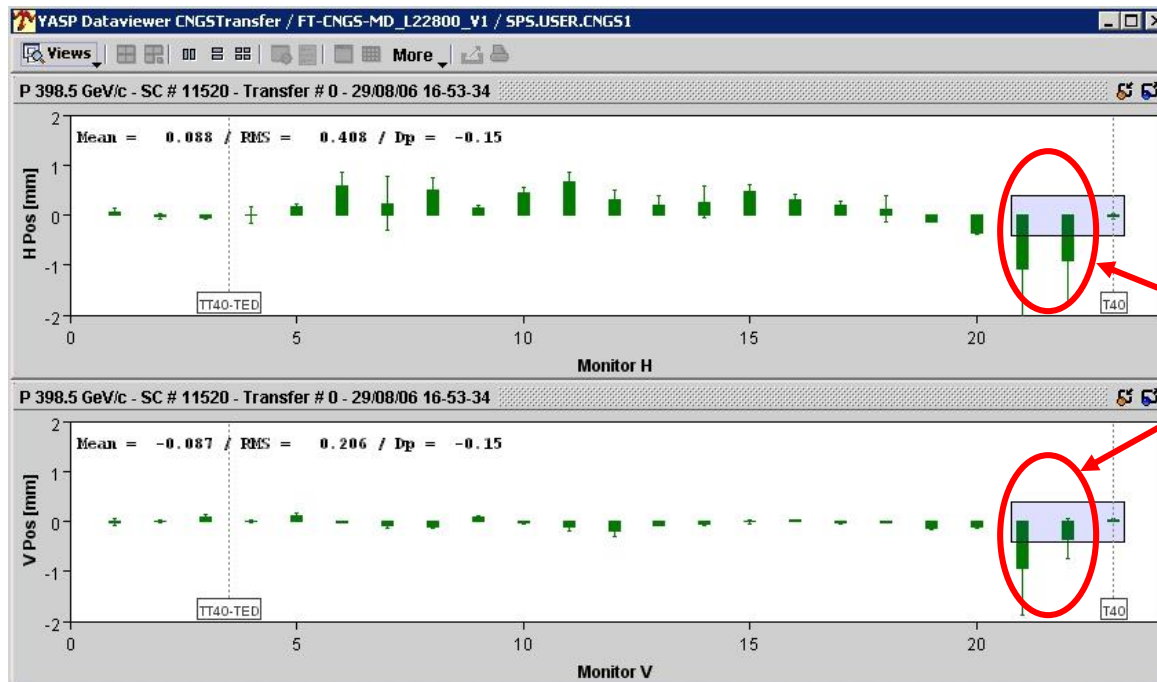 YASP Dataviewer CNGSTransfer / FT-CNGS-MD_L22800_V1 / SPS.USER.CNGS1
Views More
P 398.5 GeV/c - SC # 11520 - Transfer # 0 - 29/08/06 16-53-34
2
Mean = 0.088 / RMS = 0.408 / Dp = -0.15
1
0
-1
-2
H Pos [mm]
TT40-TED
T40
0 5 10 15 20
Monitor H
P 398.5 GeV/c - SC # 11520 - Transfer # 0 - 29/08/06 16-53-34
2
Mean = -0.087 / RMS = 0.206 / Dp = -0.15
1
0
-1
-2
V Pos [mm]
TT40-TED
T40
0 5 10 15 20
Monitor V